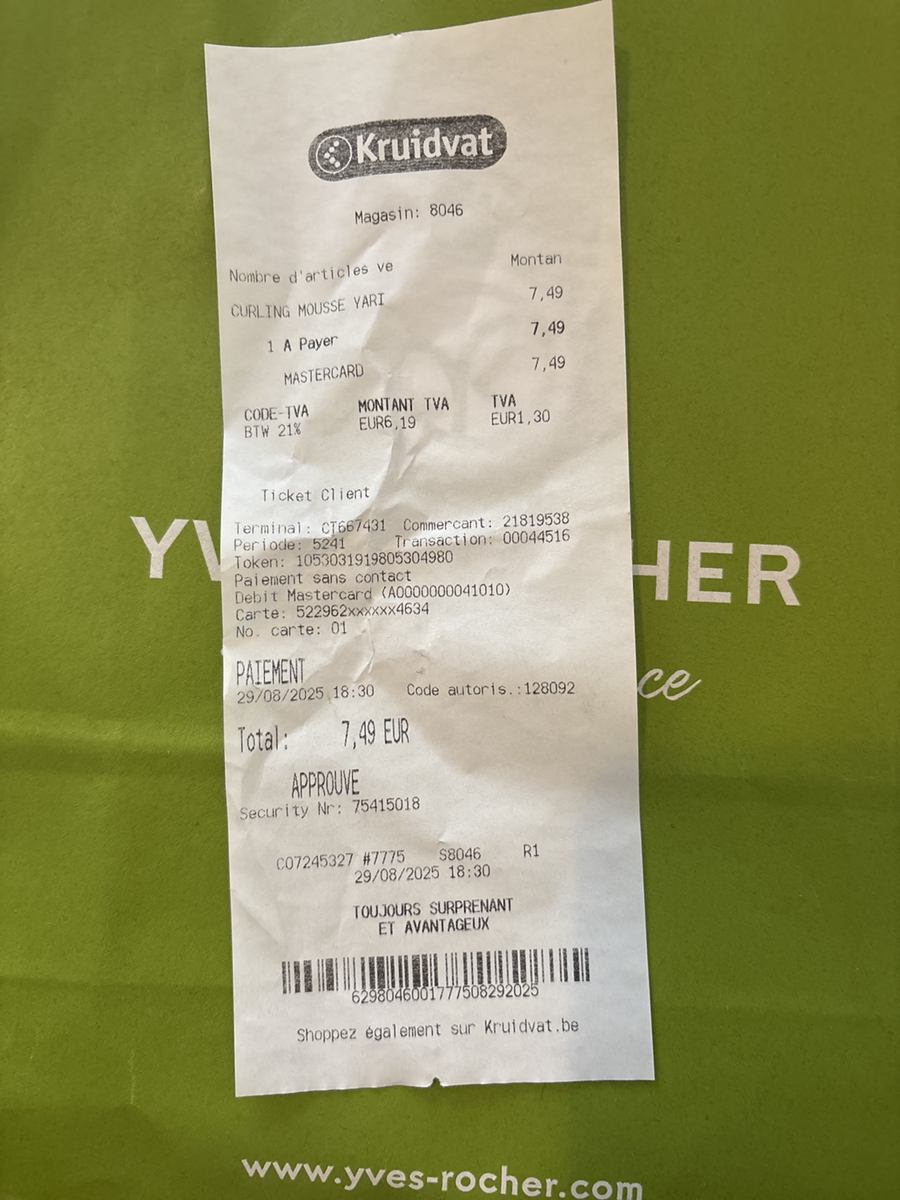 Kruidvat
Magasin: 8046
Nombre d'articles ve Montan
CURLING MOUSSE YARI 7,49
1 A Payer 7,49
MASTERCARD 7,49
CODE-TVA MONTANT TVA TVA
BTW 21% EUR6,19 EUR1,30
Ticket Client
Terminal: CT667431 Commercant: 21819538
Periode: 5241 Transaction: 00044516
Token: 1053031919805304980
Paiement sans contact
Debit Mastercard (A0000000041010)
Carte: 522962xxxxxx4634
No. carte: 01
PAIEMENT
29/08/2025 18:30 Code autoris.:128092
Total: 7,49 EUR
APPROUVE
Security Nr: 75415018
C07245327 #7775 S8046 R1
29/08/2025 18:30
TOUJOURS SURPRENANT
ET AVANTAGEUX
6298046001777508292025
Shoppez également sur Kruidvat.be
YV HER
ce
www.yves-rocher.com